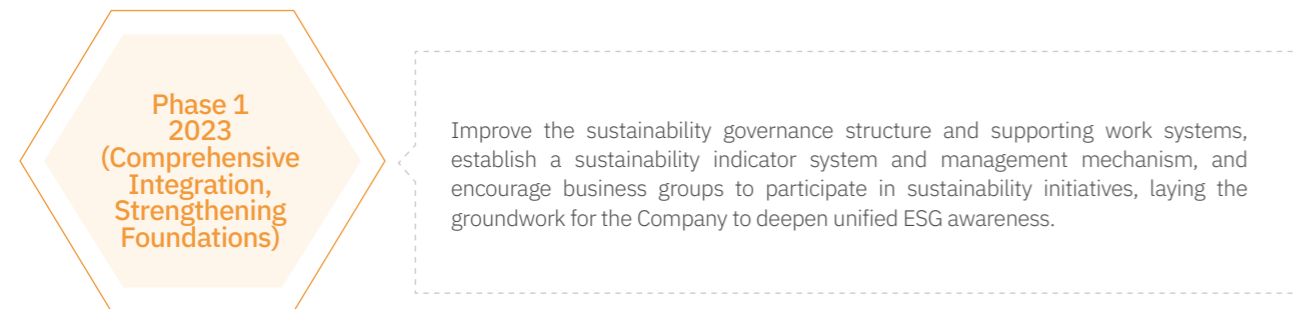 Phase 1
2023
(Comprehensive
Integration,
Strengthening
Foundations)
Improve the sustainability governance structure and supporting work systems,
establish a sustainability indicator system and management mechanism, and
encourage business groups to participate in sustainability initiatives, laying the
groundwork for the Company to deepen unified ESG awareness.